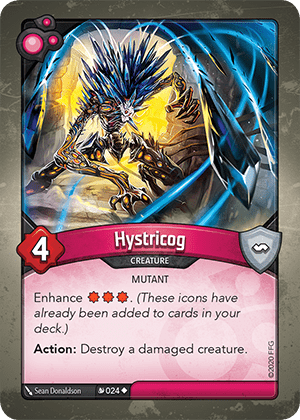 Hystricog
CREATURE
4
MUTANT
Enhance . (These icons have
already been added to cards in your
deck.)
Action: Destroy a damaged creature.
Sean Donaldson
024
©2020 FFG